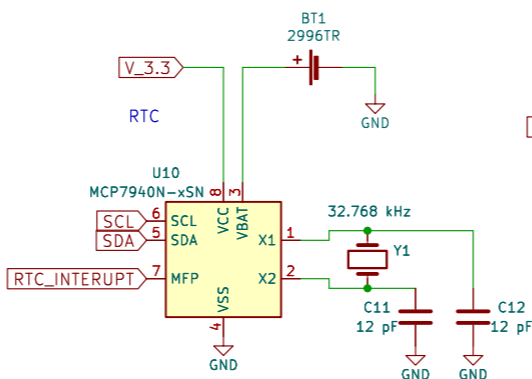 BT1
2996TR
+
V_3.3
GND
RTC
U10
MCP7940N-xSN
8
3
VCC
VBAT
32.768 kHz
SCL
6
SCL
X1
1
SDA
5
SDA
Y1
RTC_INTERUPT
7
MFP
X2
2
VSS
4
C11
12 pF
C12
12 pF
GND
GND
GND